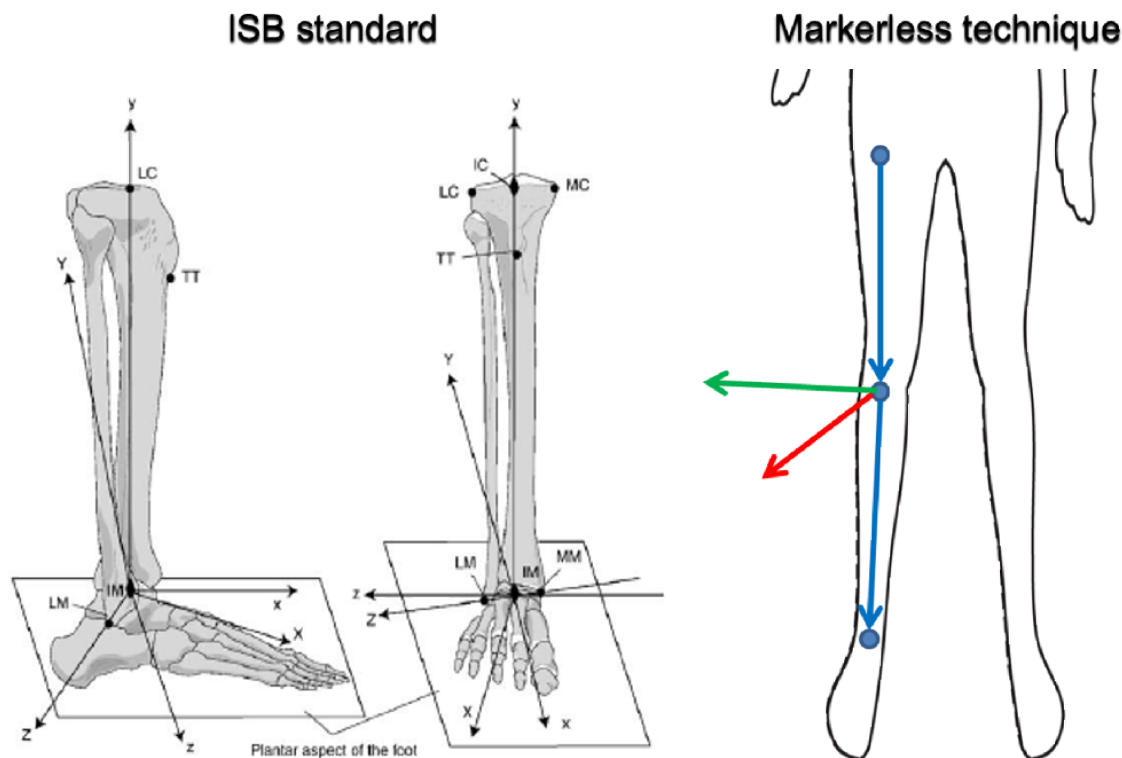 ISB standard
Markerless technique
y
LC
Y
TT
IM
LM
x
X
Z
z
y
IC
LC
MC
TT
Y
LM
IM
MM
z
Z
X
x
Plantar aspect of the foot